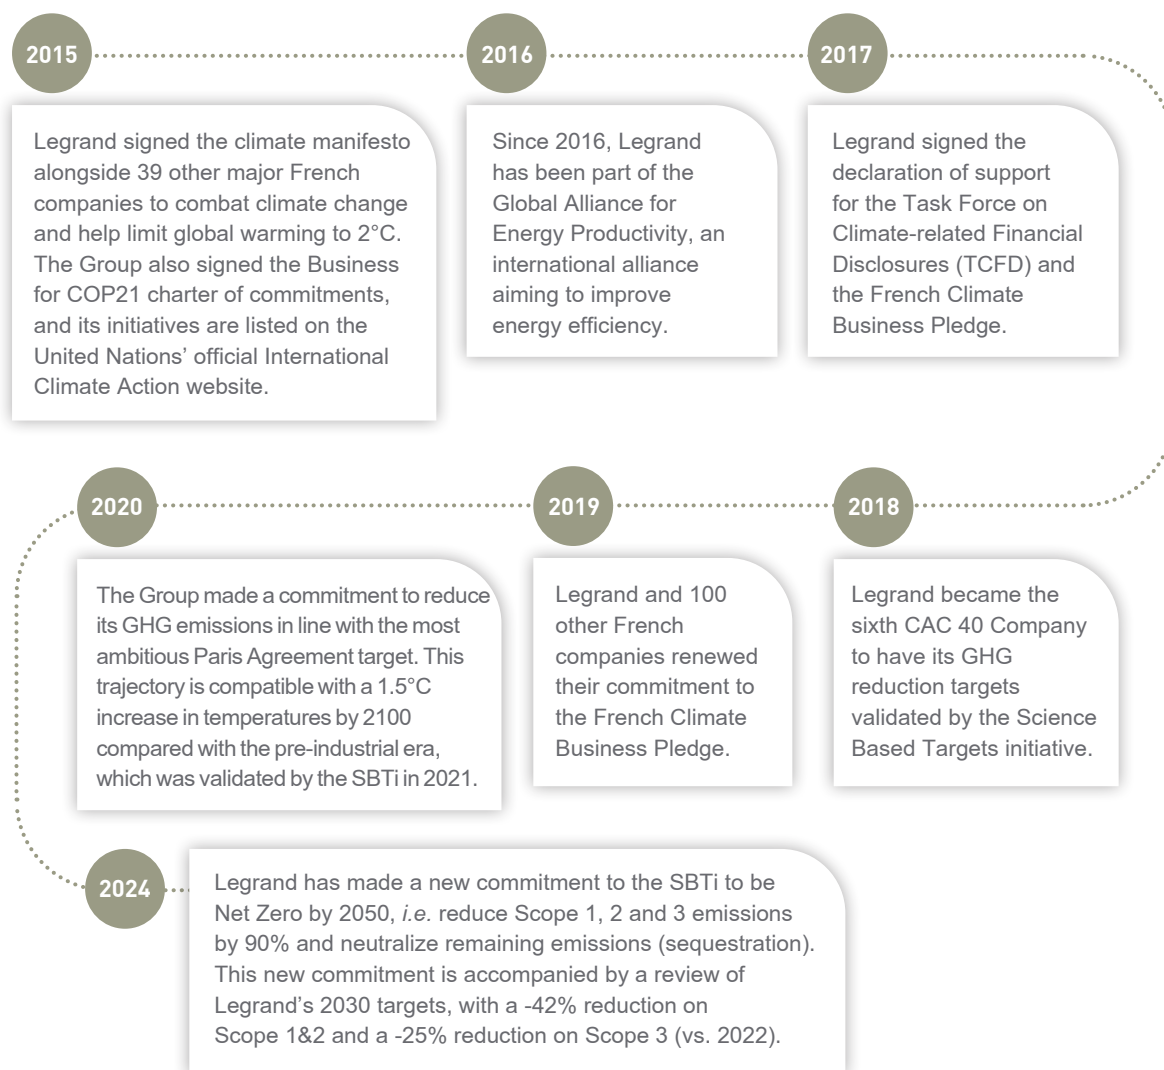 2015
Legrand signed the climate manifesto
alongside 39 other major French
companies to combat climate change
and help limit global warming to 2°C.
The Group also signed the Business
for COP21 charter of commitments,
and its initiatives are listed on the
United Nations’ official International
Climate Action website.
2016
Since 2016, Legrand
has been part of the
Global Alliance for
Energy Productivity, an
international alliance
aiming to improve
energy efficiency.
2017
Legrand signed the
declaration of support
for the Task Force on
Climate-related Financial
Disclosures (TCFD) and
the French Climate
Business Pledge.
2018
Legrand became the
sixth CAC 40 Company
to have its GHG
reduction targets
validated by the Science
Based Targets initiative.
2019
Legrand and 100
other French
companies renewed
their commitment to
the French Climate
Business Pledge.
2020
The Group made a commitment to reduce
its GHG emissions in line with the most
ambitious Paris Agreement target. This
trajectory is compatible with a 1.5°C
increase in temperatures by 2100
compared with the pre-industrial era,
which was validated by the SBTi in 2021.
2024
Legrand has made a new commitment to the SBTi to be
Net Zero by 2050, i.e. reduce Scope 1, 2 and 3 emissions
by 90% and neutralize remaining emissions (sequestration).
This new commitment is accompanied by a review of
Legrand’s 2030 targets, with a -42% reduction on
Scope 1&2 and a -25% reduction on Scope 3 (vs. 2022).